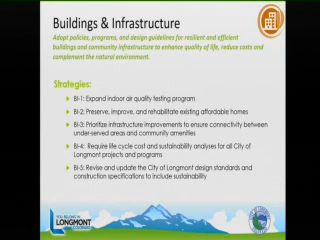 Buildings & Infrastructure
Adopt policies, programs, and design guidelines for resilient and efficient
buildings and community infrastructure to enhance quality of life, reduce costs and
complement the natural environment.
Strategies:
BI-1: Expand indoor air quality testing program
BI-2: Preserve, improve, and rehabilitate existing affordable homes
BI-3: Prioritize infrastructure improvements to ensure connectivity between
under-served areas and community amenities
BI-4: Require life cycle cost and sustainability analyses for all City of
Longmont projects and programs
BI-5: Revise and update the City of Longmont design standards and
construction specifications to include sustainability
YOU BELONG IN
LONGMONT
COLORADO